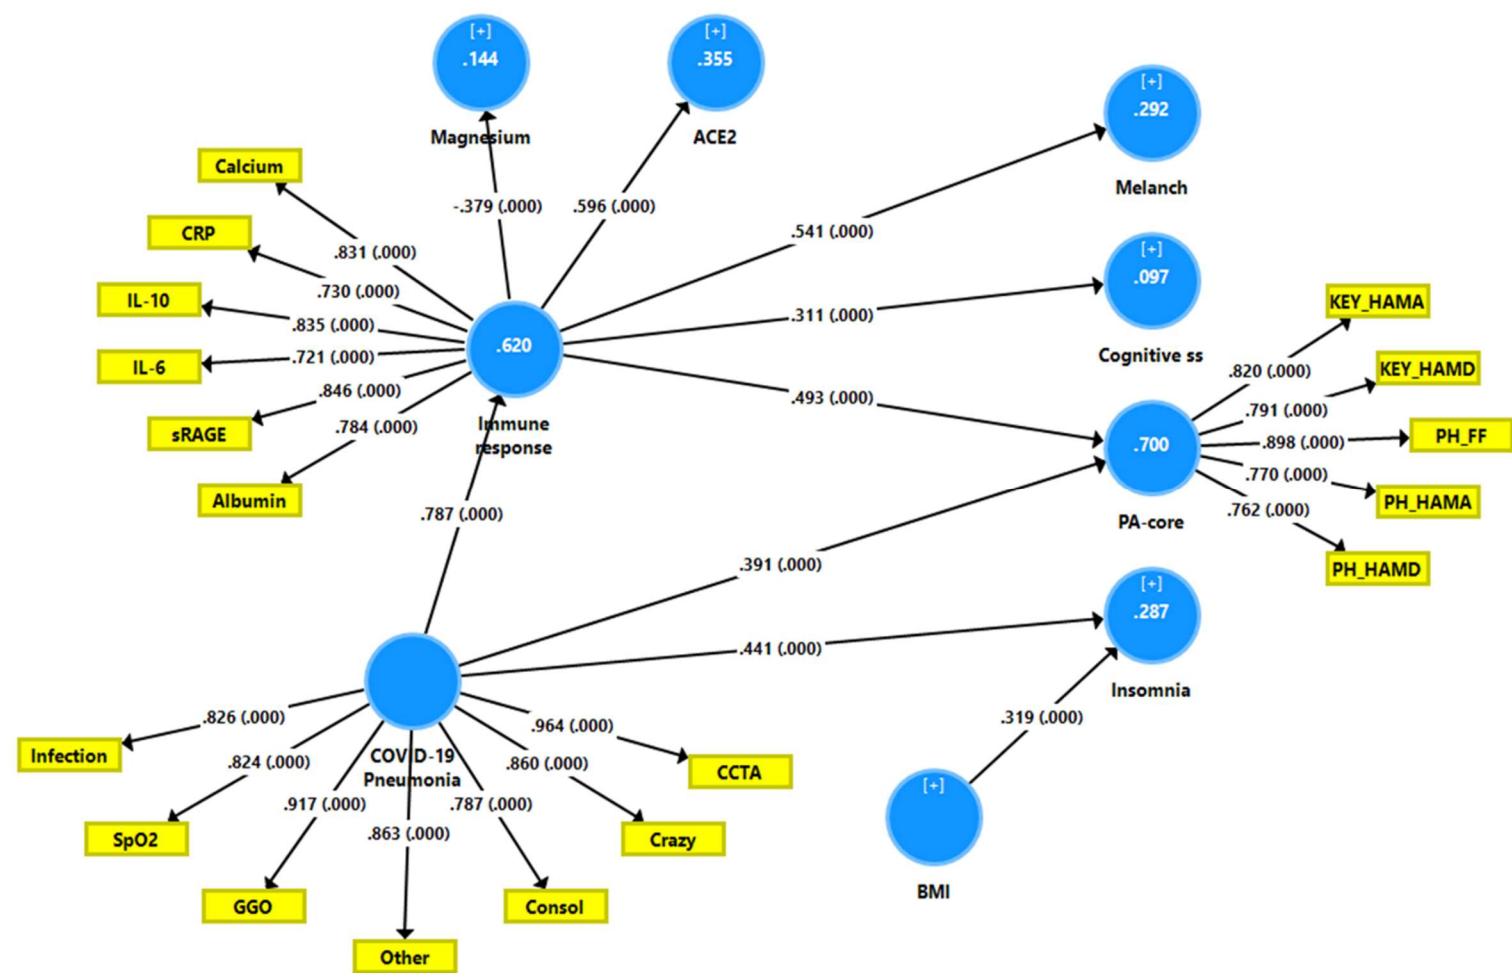 [+]
.144
Magnesium
[+]
.355
ACE2
[+]
.292
Melanch
Calcium
CRP
IL-10
IL-6
sRAGE
Albumin
-.379 (.000)
.596 (.000)
.831 (.000)
.730 (.000)
.835 (.000)
.721 (.000)
.846 (.000)
.784 (.000)
.620
Immune
response
.541 (.000)
.311 (.000)
.493 (.000)
[+]
.097
Cognitive ss
.700
PA-core
.820 (.000)
.791 (.000)
.898 (.000)
.770 (.000)
.762 (.000)
KEY_HAMA
KEY_HAMD
PH_FF
PH_HAMA
PH_HAMD
.787 (.000)
.391 (.000)
.441 (.000)
[+]
.287
Insomnia
.319 (.000)
[+]
BMI
COVID-19
Pneumonia
.826 (.000)
.824 (.000)
.917 (.000)
.863 (.000)
.787 (.000)
.860 (.000)
.964 (.000)
Infection
SpO2
GGO
Other
Consol
Crazy
CCTA